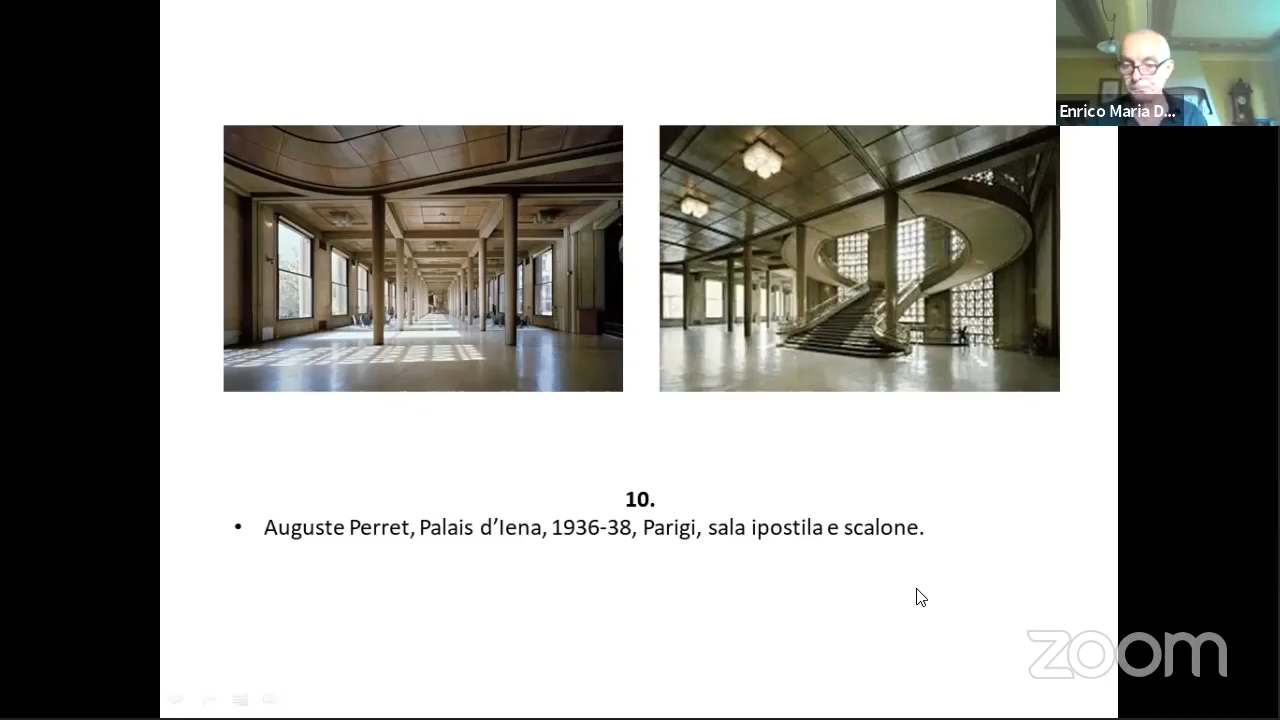 Enrico Maria D...
10.
• Auguste Perret, Palais d’Iena, 1936-38, Parigi, sala ipostila e scalone.
zoom